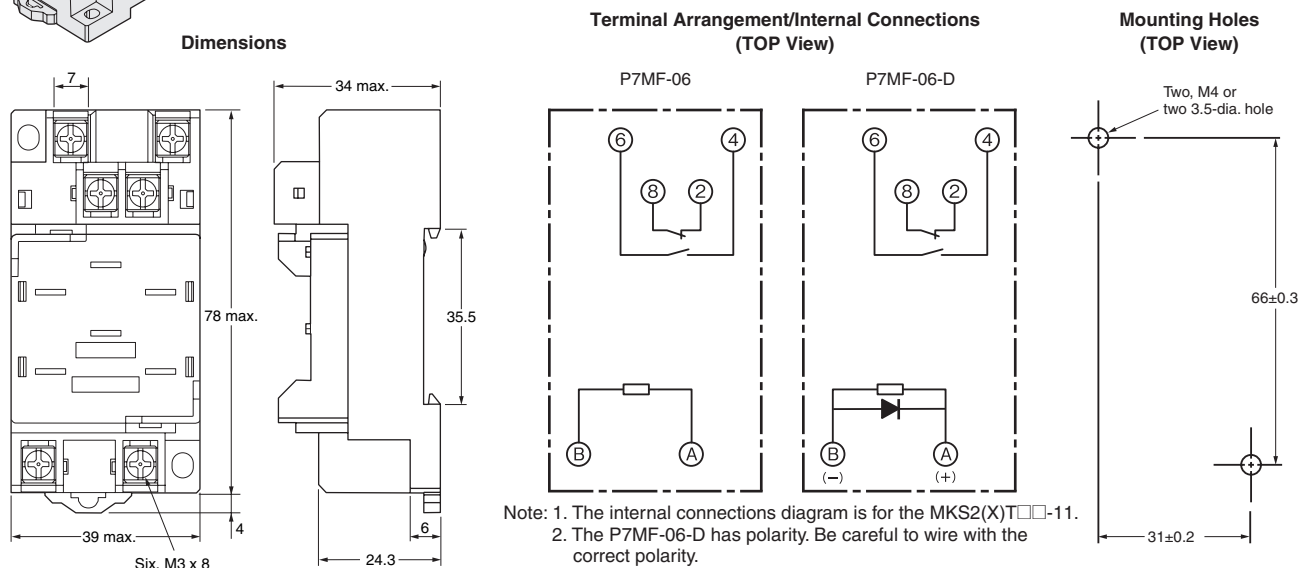 Dimensions
7
34 max.
78 max.
35.5
39 max.
4
6
24.3
Six, M3 x 8
Terminal Arrangement/Internal Connections
(TOP View)
P7MF-06
6
4
8
2
B
A
P7MF-06-D
6
4
8
2
B
A
(−)
(+)
Note: 1. The internal connections diagram is for the MKS2(X)T□□-11.
2. The P7MF-06-D has polarity. Be careful to wire with the
correct polarity.
Mounting Holes
(TOP View)
Two, M4 or
two 3.5-dia. hole
66±0.3
31±0.2